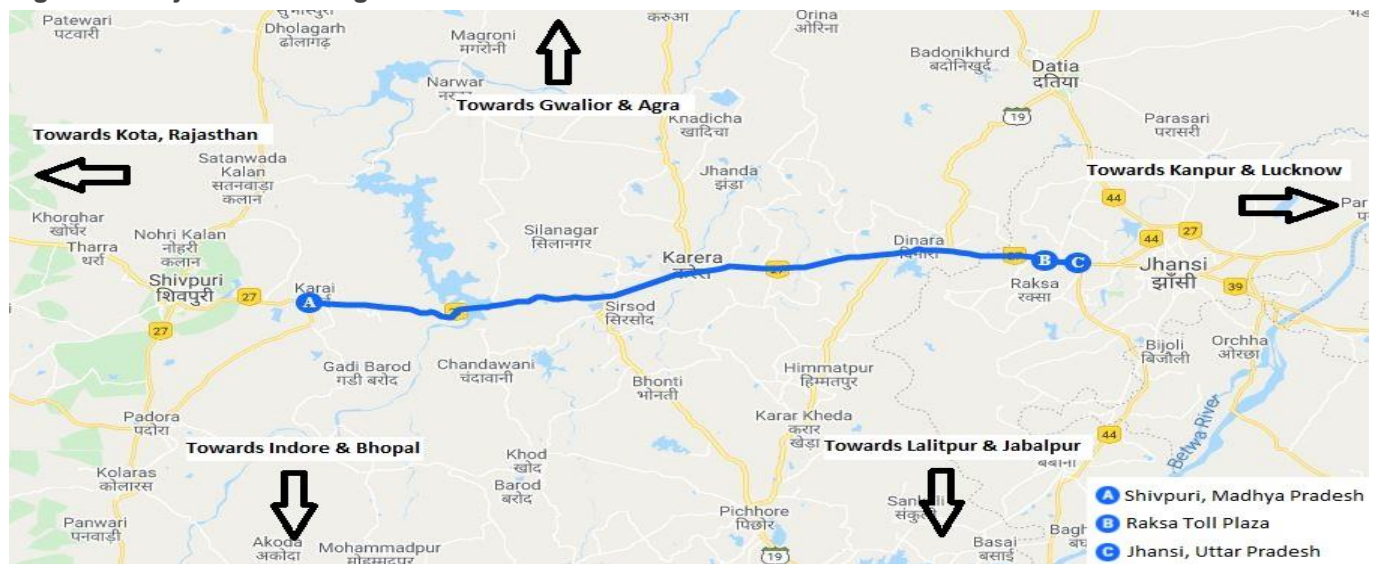 Patewari
पटवारी
Dholagarh
ढोलागढ़
Magroni
मगरोनी
करुआ
Orina
ओरिना
Badonikhurd
बदोनिखुर्द
Datia
दतिया
Narwar
Towards Gwalior & Agra
Knadicha
खादिचा
19
Parasari
परासरी
Towards Kota, Rajasthan
Satanwada
Kalan
सतनवाड़ा
कलान
Jhanda
झंडा
Towards Kanpur & Lucknow
44
Khorghar
खोर्घर
Tharra
थर्रा
Nohri Kalan
नोहरी
कलान
Silanagar
सिलानगर
Dinara
Karera
44
27
Shivpuri
शिवपुरी
27
Karai
A
27
B
C
Raksa
रक्सा
Jhansi
झाँसी
39
Sirsod
सिरसोद
27
Gadi Barod
गडी बरोद
Chandawani
चंदावानी
Himmatpur
हिम्मतपुर
Bijoli
बिजौली
Orchha
ओरछा
Bhonti
भोनती
Padora
पदोरा
Karar Kheda
करार
खेड़ा
Betwa River
Towards Indore & Bhopal
Towards Lalitpur & Jabalpur
44
Kolaras
कोलारस
Khod
खोद
Barod
बरोद
A Shivpuri, Madhya Pradesh
Panwari
पनवाड़ी
Pichhore
पिछोर
B Raksa Toll Plaza
Akoda
अकोदा
Mohammadpur
19
Basai
बसाई
C Jhansi, Uttar Pradesh